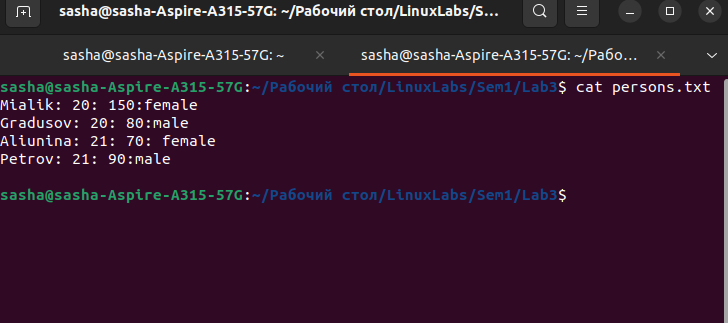 sasha@sasha-Aspire-A315-57G: ~/Рабочий стол/LinuxLabs/S...
sasha@sasha-Aspire-A315-57G: ~
sasha@sasha-Aspire-A315-57G: ~/Рабо...
sasha@sasha-Aspire-A315-57G:~/Рабочий стол/LinuxLabs/Sem1/Lab3$ cat persons.txt
Mialik: 20: 150:female
Gradusov: 20: 80:male
Aliunina: 21: 70: female
Petrov: 21: 90:male
sasha@sasha-Aspire-A315-57G:~/Рабочий стол/LinuxLabs/Sem1/Lab3$